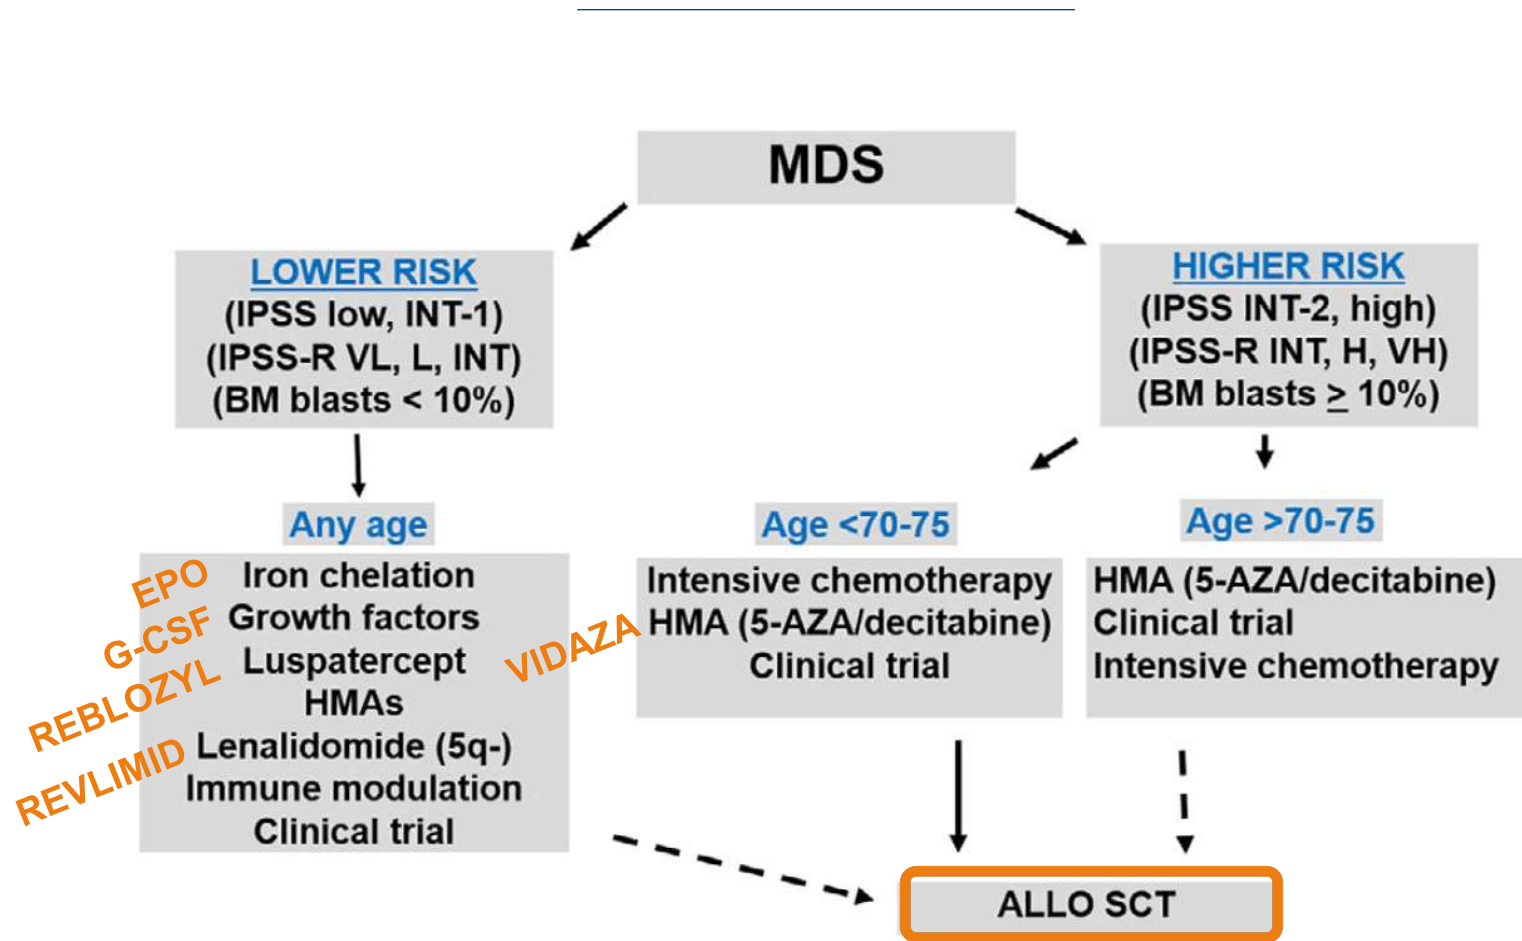 MDS
LOWER RISK
(IPSS low, INT-1)
(IPSS-R VL, L, INT)
(BM blasts < 10%)
HIGHER RISK
(IPSS INT-2, high)
(IPSS-R INT, H, VH)
(BM blasts ≥ 10%)
Any age
EPO
G-CSF
REBLOZYL
REVLIMID
Iron chelation
Growth factors
Luspatercept
HMAs
Lenalidomide (5q-)
Immune modulation
Clinical trial
Age <70-75
VIDAZA
Intensive chemotherapy
HMA (5-AZA/decitabine)
Clinical trial
Age >70-75
HMA (5-AZA/decitabine)
Clinical trial
Intensive chemotherapy
ALLO SCT